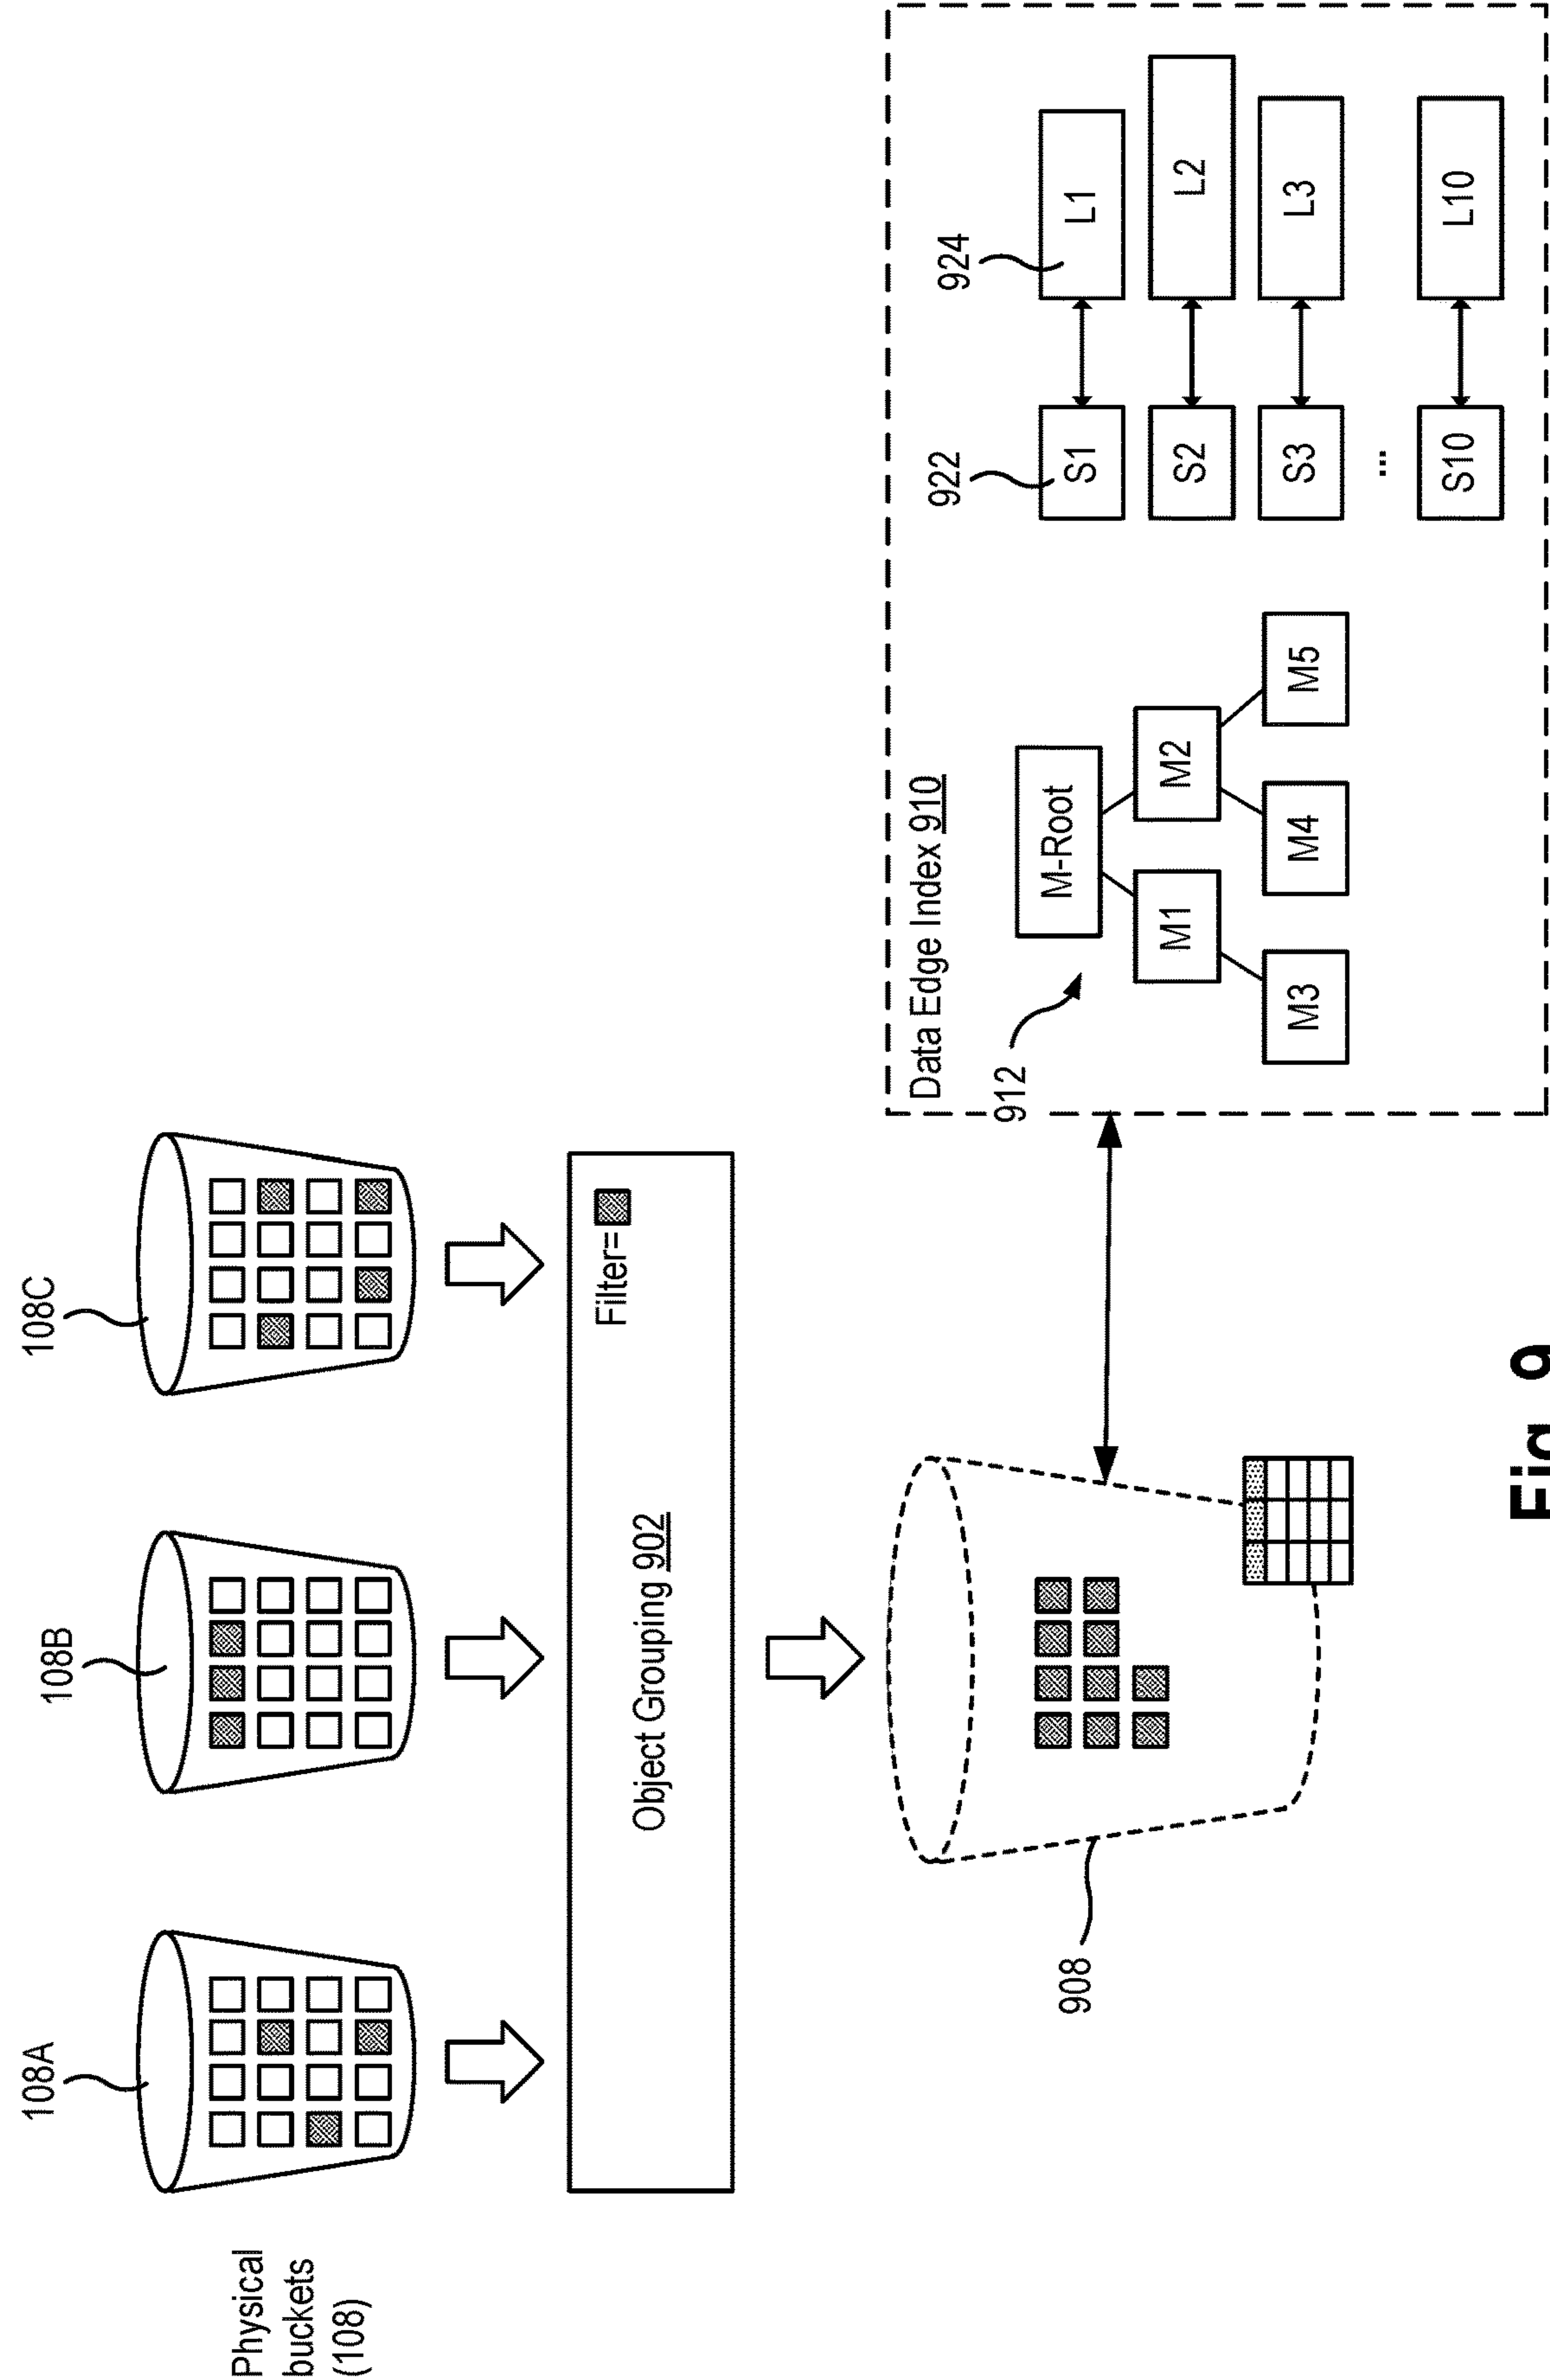 108A
108B
108C
Physical
buckets
(108)
Object Grouping 902
Filter=
908
Data Edge Index 910
912
M-Root
M1
M2
M3
M4
M5
922
924
S1
L1
S2
L2
S3
L3
...
S10
L10
Fig. 9